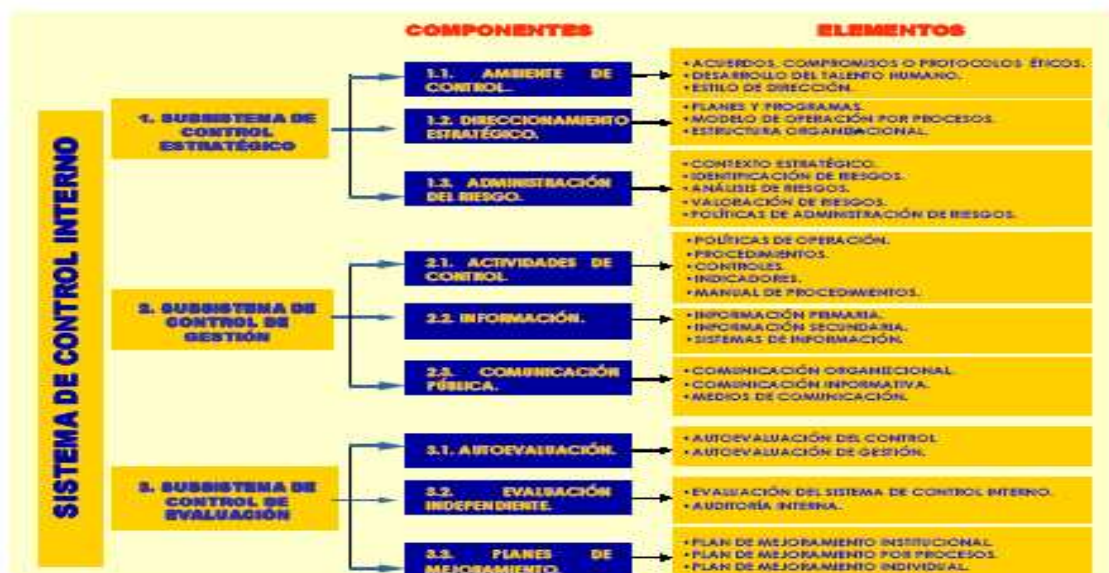 COMPONENTES
ELEMENTOS
SISTEMA DE CONTROL INTERNO
1. SUBSISTEMA DE
CONTROL
ESTRATÉGICO
1.1. AMBIENTE DE
CONTROL.
• ACUERDOS, COMPROMISOS O PROTOCOLOS ÉTICOS.
• DESARROLLO DEL TALENTO HUMANO.
• ESTILO DE DIRECCIÓN.
1.2. DIRECCIONAMIENTO
ESTRATÉGICO.
• PLANES Y PROGRAMAS.
• MODELO DE OPERACIÓN POR PROCESOS.
• ESTRUCTURA ORGANIZACIONAL.
1.3. ADMINISTRACIÓN
DEL RIESGO.
• CONTEXTO ESTRATÉGICO.
• IDENTIFICACIÓN DE RIESGOS.
• ANÁLISIS DE RIESGOS.
• VALORACIÓN DE RIESGOS.
• POLÍTICAS DE ADMINISTRACIÓN DE RIESGOS.
2. SUBSISTEMA DE
CONTROL DE
GESTIÓN
2.1. ACTIVIDADES DE
CONTROL.
• POLÍTICAS DE OPERACIÓN.
• PROCEDIMIENTOS.
• CONTROLES.
• INDICADORES.
• MANUAL DE PROCEDIMIENTOS.
2.2. INFORMACIÓN.
• INFORMACIÓN PRIMARIA.
• INFORMACIÓN SECUNDARIA.
• SISTEMAS DE INFORMACIÓN.
2.3. COMUNICACIÓN
PÚBLICA.
• COMUNICACIÓN
• COMUNICACIÓN INFORMATIVA.
• MEDIOS DE COMUNICACIÓN.
3. SUBSISTEMA DE
CONTROL DE
EVALUACIÓN
3.1. AUTOEVALUACIÓN.
• AUTOEVALUACIÓN DEL CONTROL
• AUTOEVALUACIÓN DE GESTIÓN.
3.2. EVALUACIÓN
INDEPENDIENTE.
• EVALUACIÓN DEL SISTEMA DE CONTROL INTERNO.
• AUDITORÍA INTERNA.
3.3. PLANES DE
MEJORAMIENTO.
• PLAN DE MEJORAMIENTO INSTITUCIONAL
• PLAN DE MEJORAMIENTO POR PROCESOS.
• PLAN DE MEJORAMIENTO INDIVIDUAL.